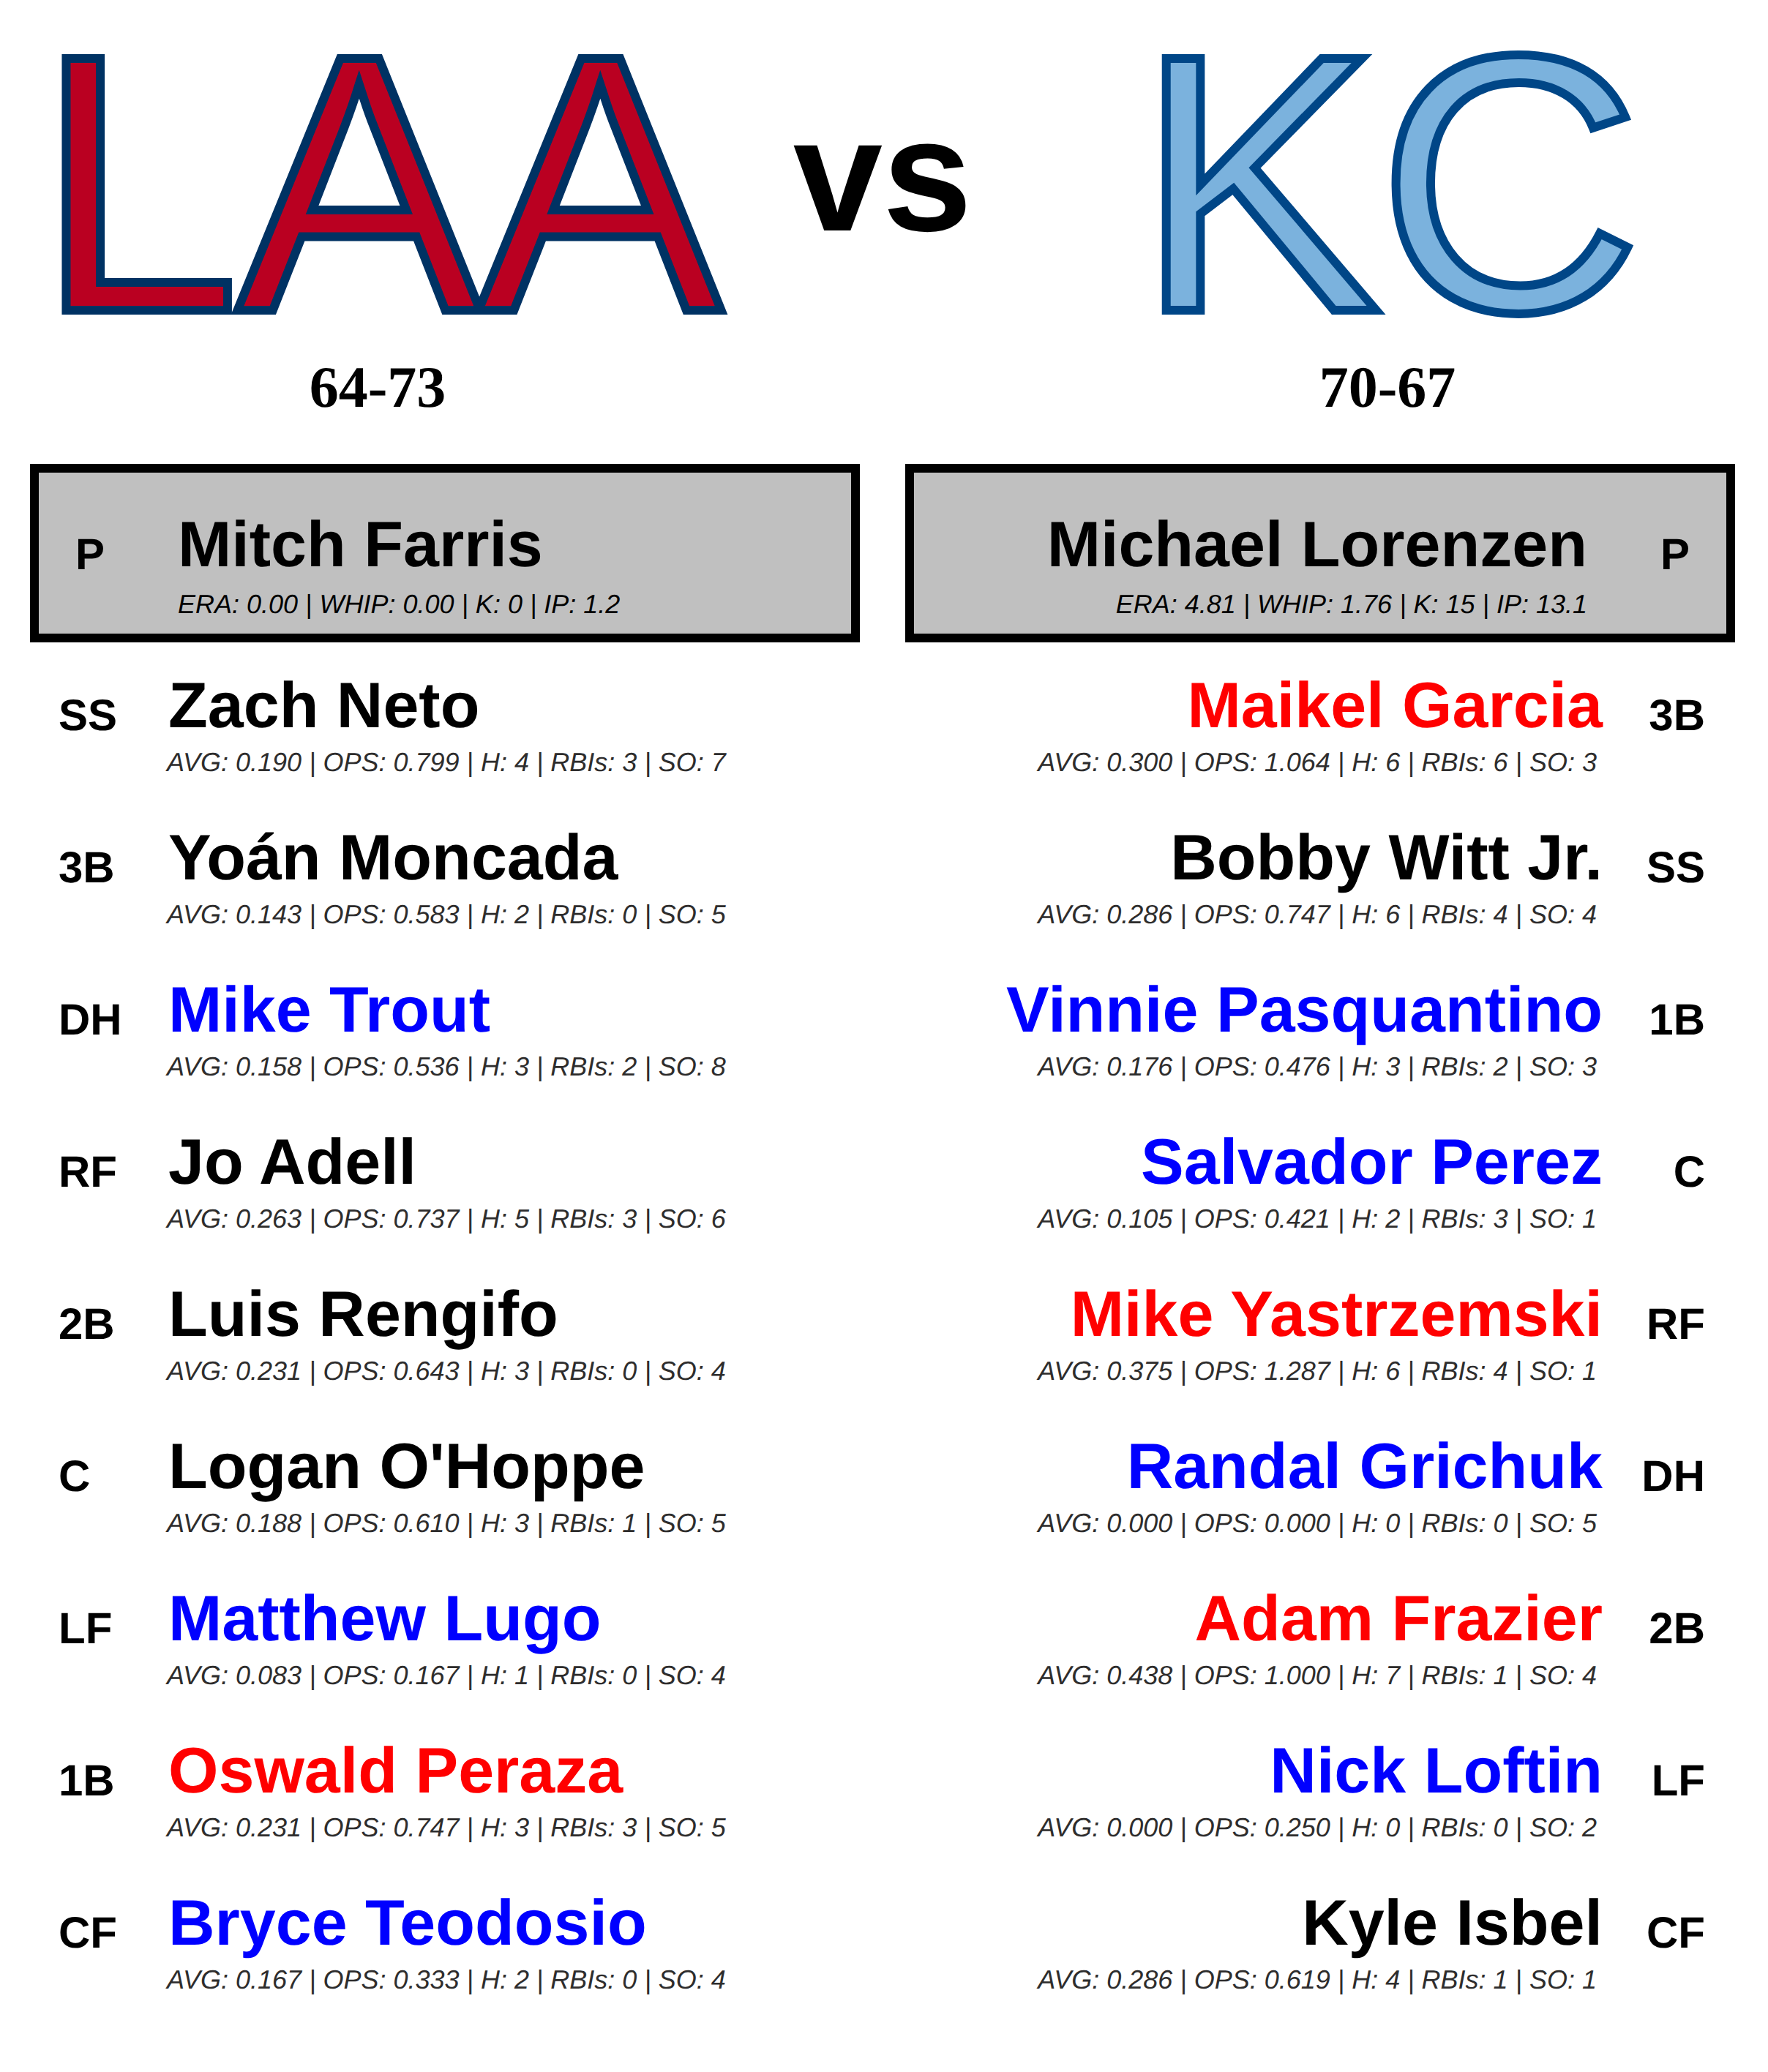 LAA vs KC
64-73
70-67
P Mitch Farris
ERA: 0.00 | WHIP: 0.00 | K: 0 | IP: 1.2
Michael Lorenzen P
ERA: 4.81 | WHIP: 1.76 | K: 15 | IP: 13.1
SS Zach Neto
AVG: 0.190 | OPS: 0.799 | H: 4 | RBIs: 3 | SO: 7
3B Yoán Moncada
AVG: 0.143 | OPS: 0.583 | H: 2 | RBIs: 0 | SO: 5
DH Mike Trout
AVG: 0.158 | OPS: 0.536 | H: 3 | RBIs: 2 | SO: 8
RF Jo Adell
AVG: 0.263 | OPS: 0.737 | H: 5 | RBIs: 3 | SO: 6
2B Luis Rengifo
AVG: 0.231 | OPS: 0.643 | H: 3 | RBIs: 0 | SO: 4
C Logan O'Hoppe
AVG: 0.188 | OPS: 0.610 | H: 3 | RBIs: 1 | SO: 5
LF Matthew Lugo
AVG: 0.083 | OPS: 0.167 | H: 1 | RBIs: 0 | SO: 4
1B Oswald Peraza
AVG: 0.231 | OPS: 0.747 | H: 3 | RBIs: 3 | SO: 5
CF Bryce Teodosio
AVG: 0.167 | OPS: 0.333 | H: 2 | RBIs: 0 | SO: 4
Maikel Garcia 3B
AVG: 0.300 | OPS: 1.064 | H: 6 | RBIs: 6 | SO: 3
Bobby Witt Jr. SS
AVG: 0.286 | OPS: 0.747 | H: 6 | RBIs: 4 | SO: 4
Vinnie Pasquantino 1B
AVG: 0.176 | OPS: 0.476 | H: 3 | RBIs: 2 | SO: 3
Salvador Perez C
AVG: 0.105 | OPS: 0.421 | H: 2 | RBIs: 3 | SO: 1
Mike Yastrzemski RF
AVG: 0.375 | OPS: 1.287 | H: 6 | RBIs: 4 | SO: 1
Randal Grichuk DH
AVG: 0.000 | OPS: 0.000 | H: 0 | RBIs: 0 | SO: 5
Adam Frazier 2B
AVG: 0.438 | OPS: 1.000 | H: 7 | RBIs: 1 | SO: 4
Nick Loftin LF
AVG: 0.000 | OPS: 0.250 | H: 0 | RBIs: 0 | SO: 2
Kyle Isbel CF
AVG: 0.286 | OPS: 0.619 | H: 4 | RBIs: 1 | SO: 1